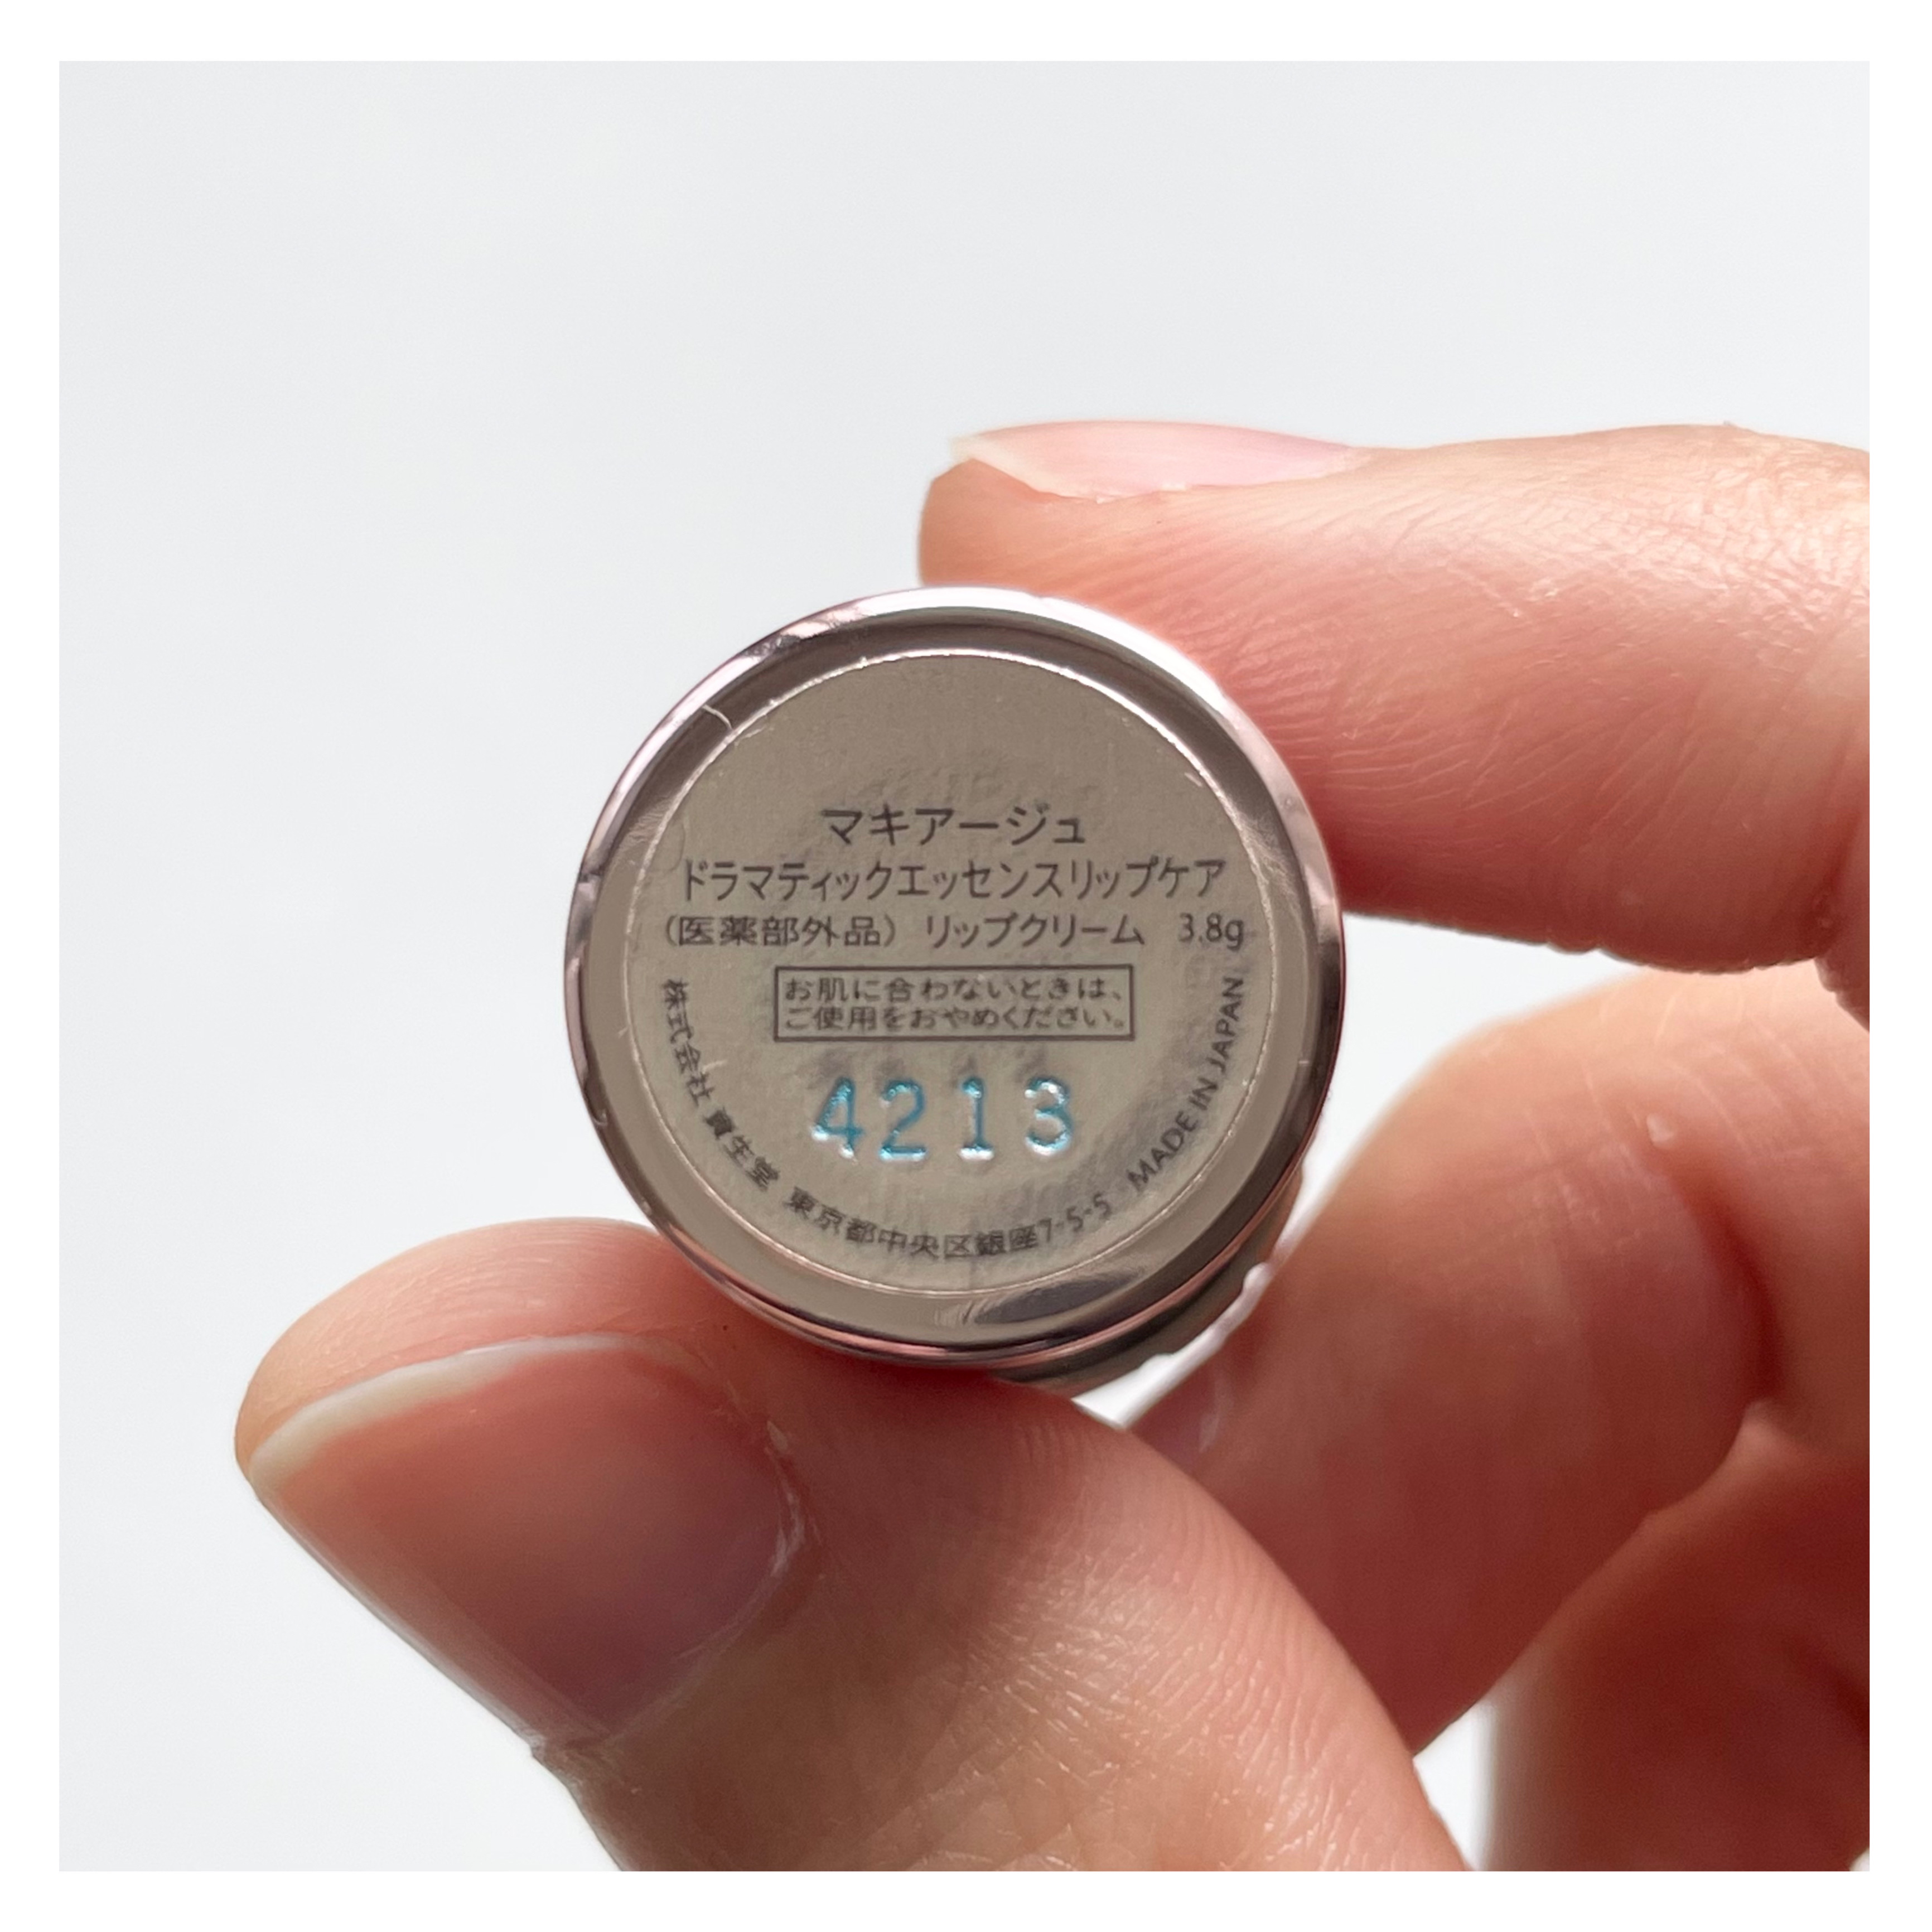 マキアージュ
ドラマティックエッセンスリップケア
(医薬部外品) リップクリーム 3.8g
お肌に合わないときは、
ご使用をおやめください。
4213
株式会社 資生堂 東京都中央区銀座7-5-5 MADE IN JAPAN